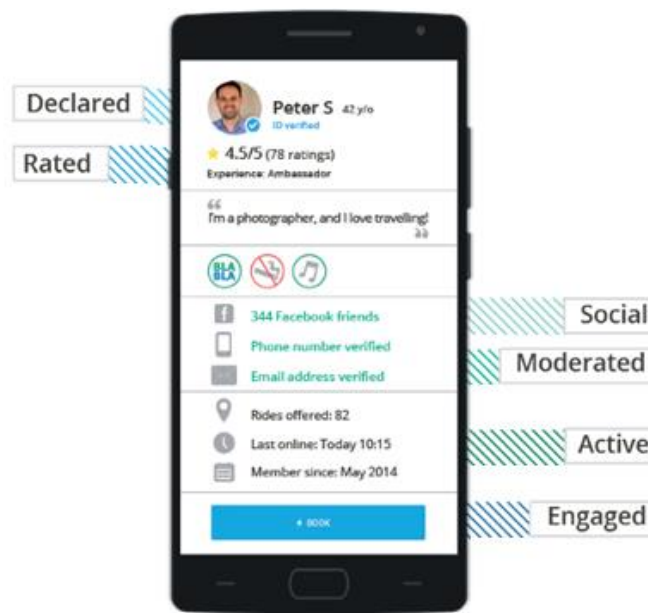 Declared
Rated
Peter S 42 y/o
ID verified
4.5/5 (78 ratings)
Experience: Ambassador
“
I'm a photographer, and I love travelling!
”
BLA
BLA
344 Facebook friends
Phone number verified
Email address verified
Rides offered: 82
Last online: Today 10:15
Member since: May 2014
BOOK
Social
Moderated
Active
Engaged